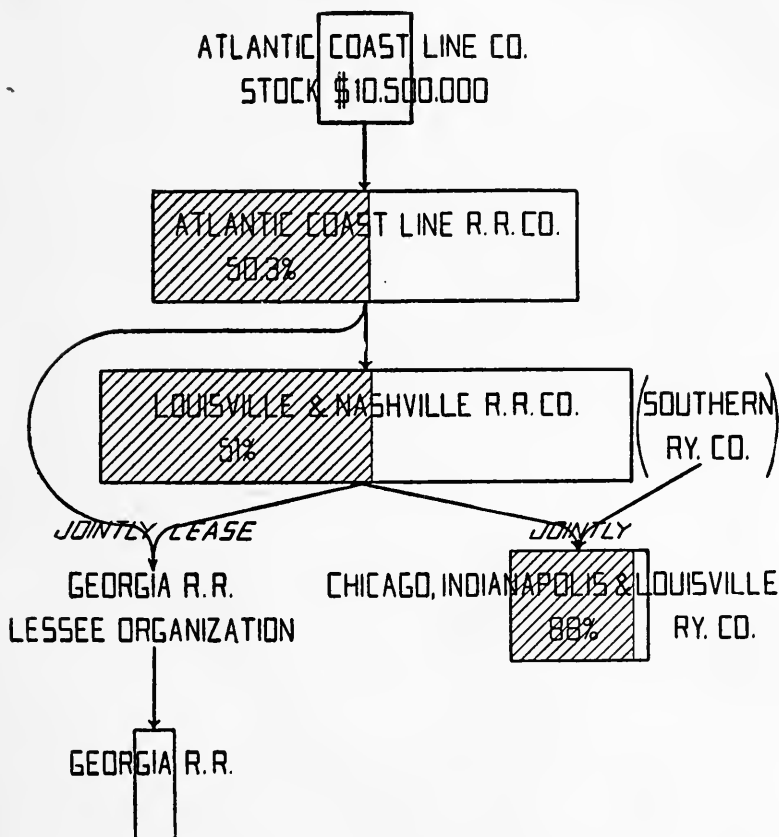 ATLANTIC COAST LINE CO.
STOCK $10.500.000
ATLANTIC COAST LINE R.R.CO.
50.3%
LOUISVILLE & NASHVILLE R.R.CO.
51%
(SOUTHERN
RY. CO.)
JOINTLY LEASE
JOINTLY
GEORGIA R.R.
LESSEE ORGANIZATION
CHICAGO, INDIANAPOLIS & LOUISVILLE
RY. CO.
88%
GEORGIA R.R.